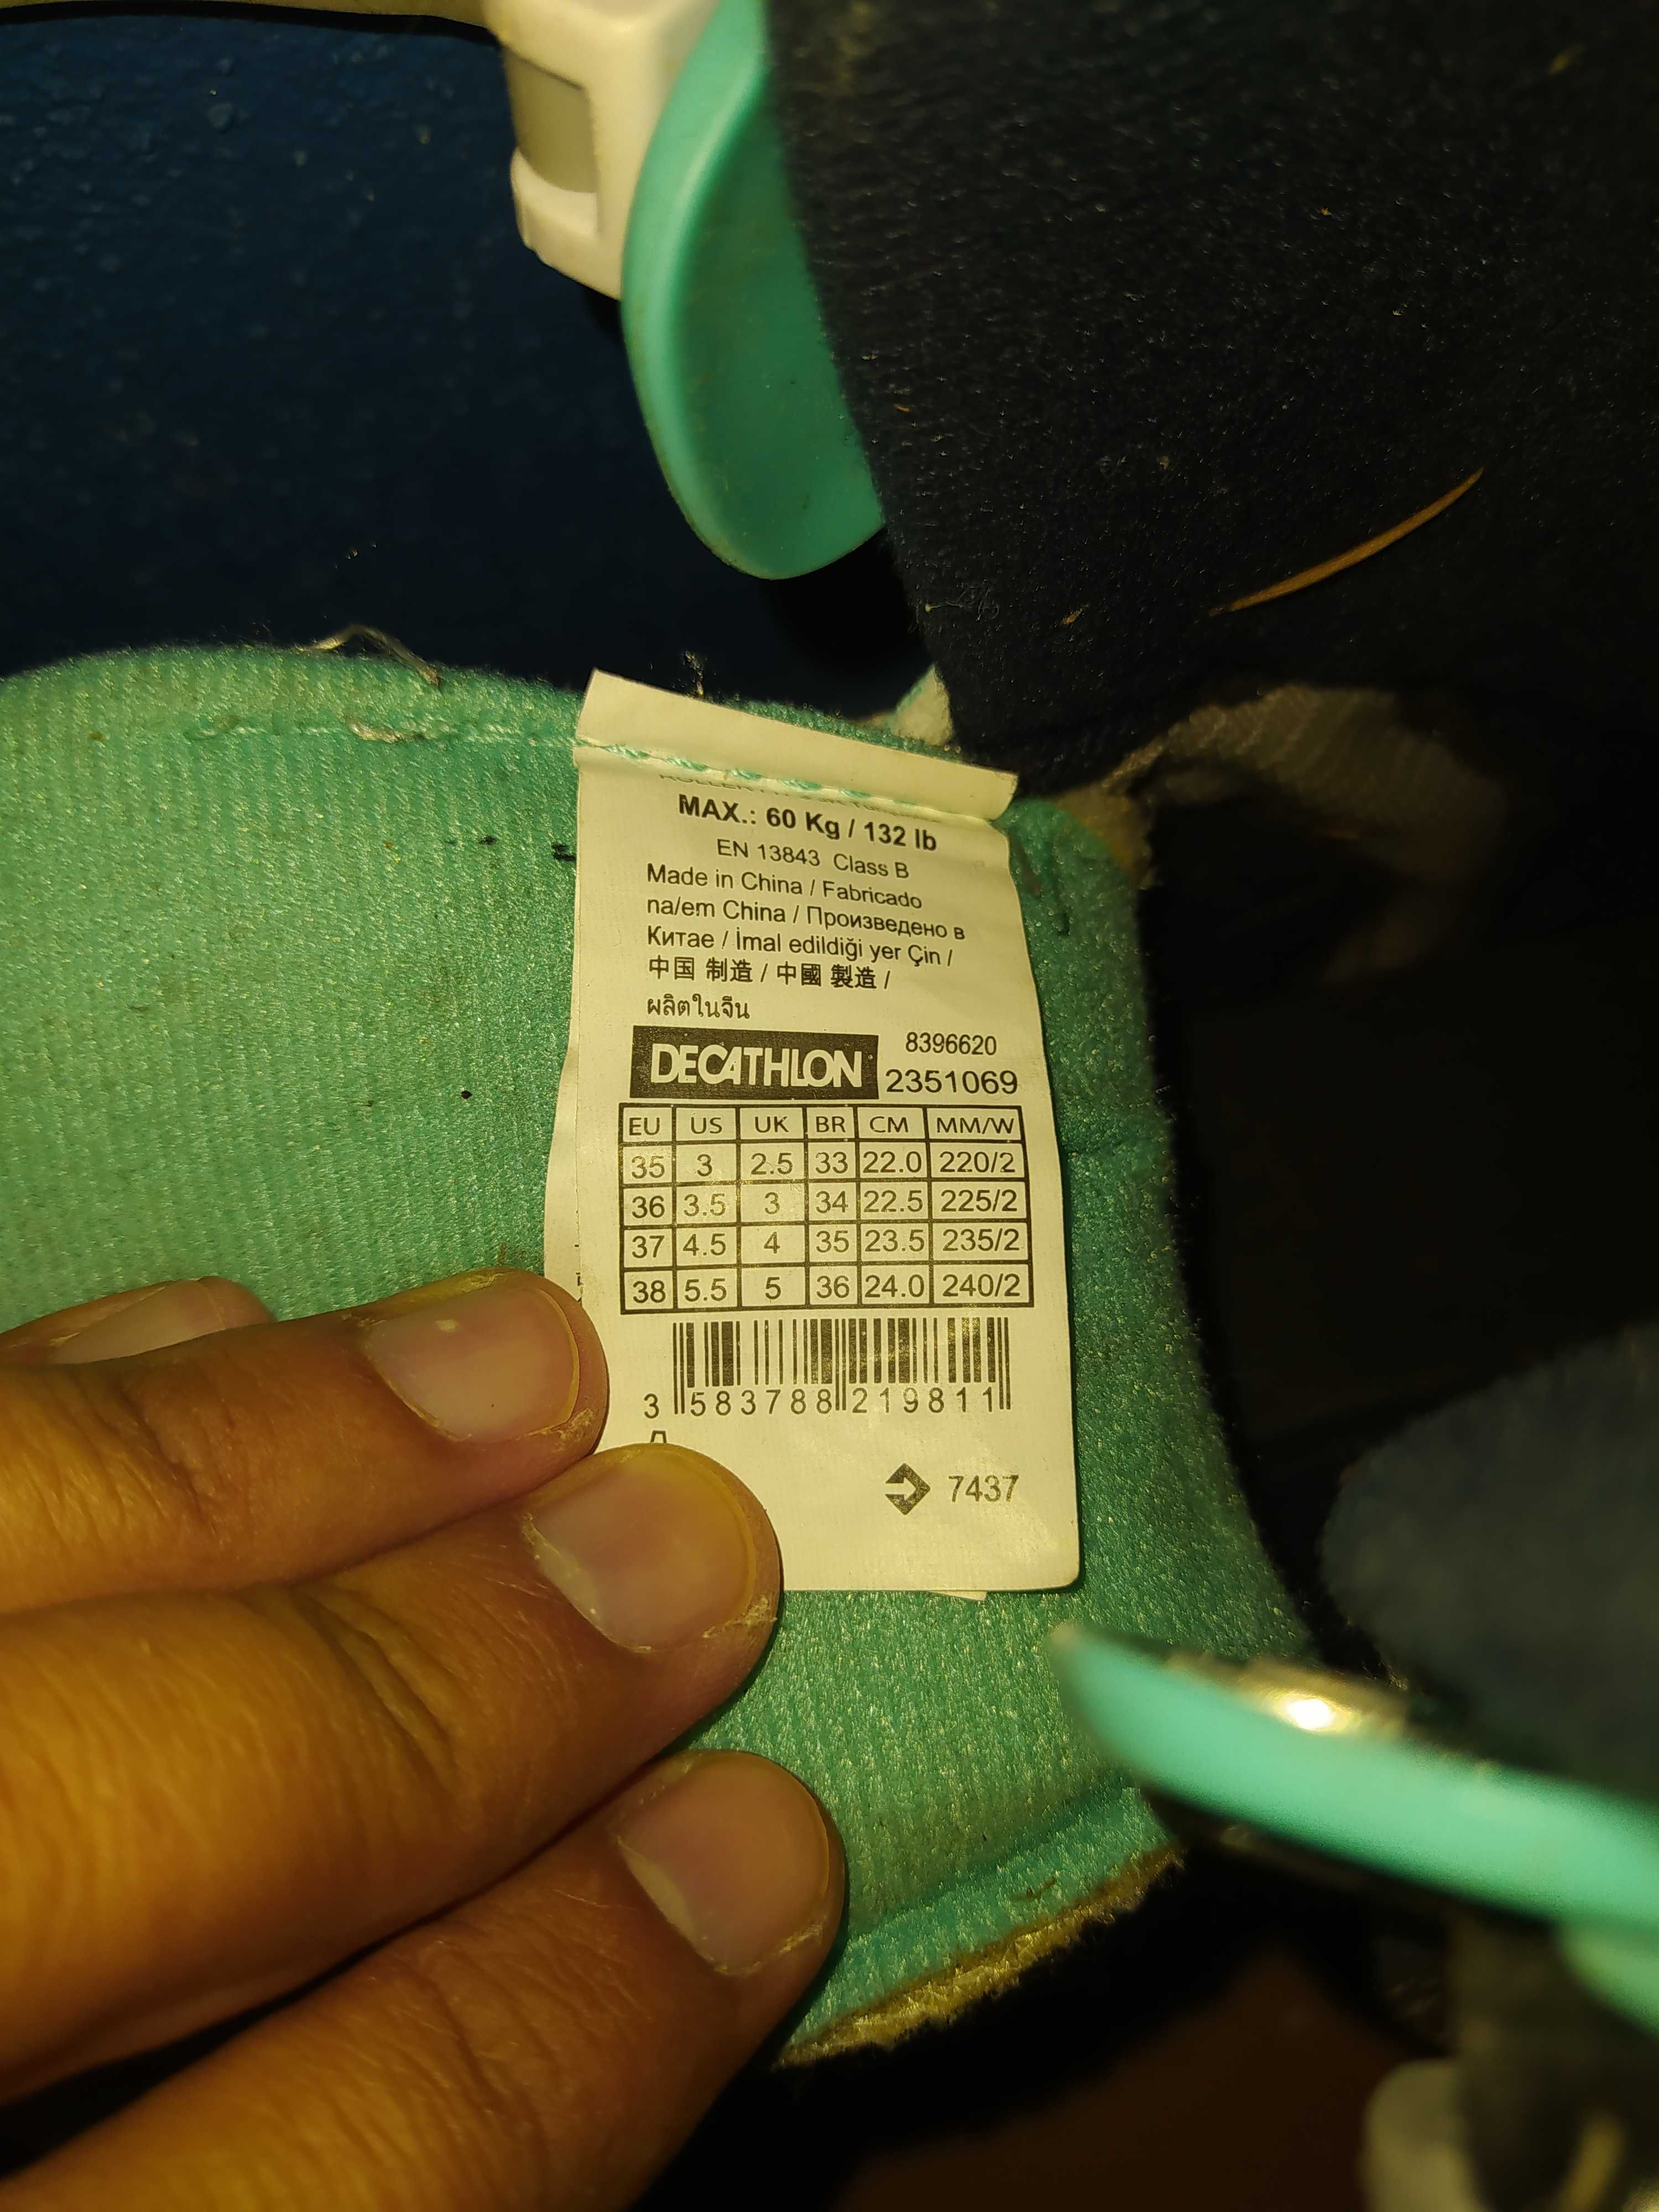 MAX.: 60 Kg / 132 lb
EN 13843 Class B
Made in China / Fabricado
na/em China / Произведено в
Китае / İmal edildiği yer Çin /
中国 制造 / 中國 製造 /
ผลิตในจีน
DECATHLON 8396620
2351069
EU US UK BR CM MM/W
35 3 2.5 33 22.0 220/2
36 3.5 3 34 22.5 225/2
37 4.5 4 35 23.5 235/2
38 5.5 5 36 24.0 240/2
3 583788 219811
7437